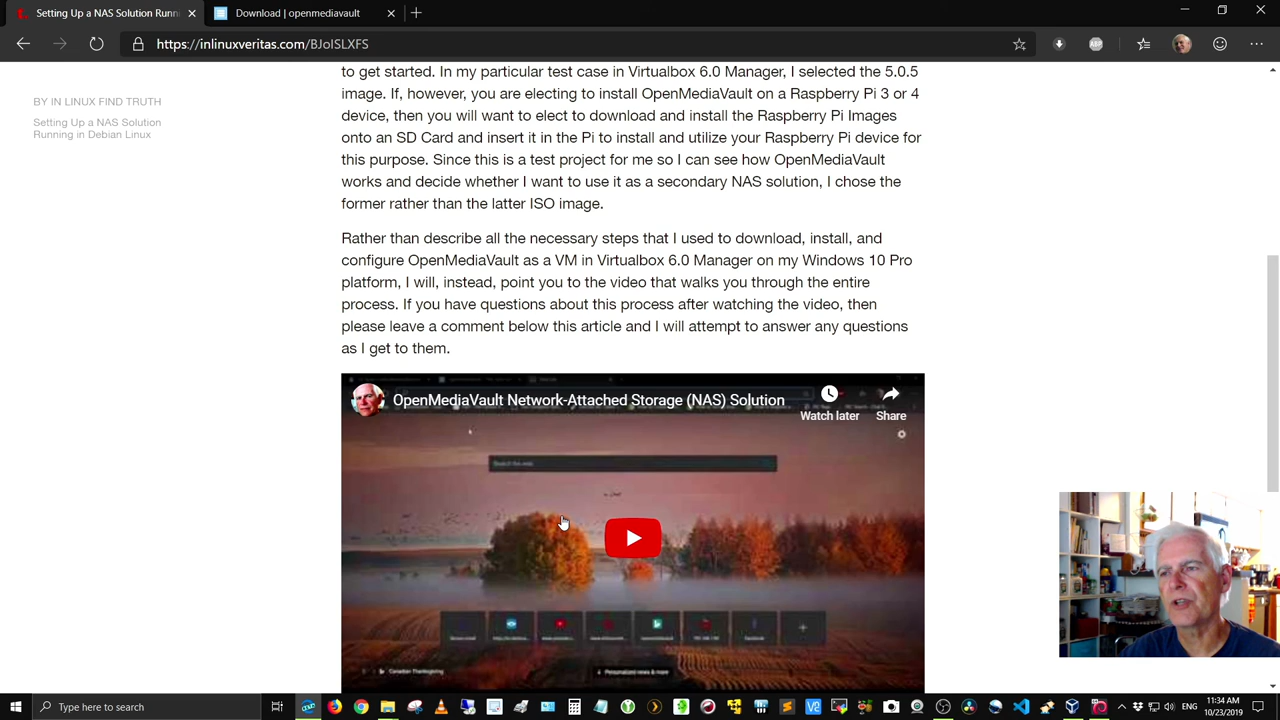 Setting Up a NAS Solution Runn
Download | openmediavault
https://inlinuxveritas.com/BJoISLXFS
ABP
BY IN LINUX FIND TRUTH
Setting Up a NAS Solution
Running in Debian Linux
to get started. In my particular test case in Virtualbox 6.0 Manager, I selected the 5.0.5
image. If, however, you are electing to install OpenMediaVault on a Raspberry Pi 3 or 4
device, then you will want to elect to download and install the Raspberry Pi Images
onto an SD Card and insert it in the Pi to install and utilize your Raspberry Pi device for
this purpose. Since this is a test project for me so I can see how OpenMediaVault
works and decide whether I want to use it as a secondary NAS solution, I chose the
former rather than the latter ISO image.
Rather than describe all the necessary steps that I used to download, install, and
configure OpenMediaVault as a VM in Virtualbox 6.0 Manager on my Windows 10 Pro
platform, I will, instead, point you to the video that walks you through the entire
process. If you have questions about this process after watching the video, then
please leave a comment below this article and I will attempt to answer any questions
as I get to them.
OpenMediaVault Network-Attached Storage (NAS) Solution
Watch later
Share
Search the web
Facebook
Canadian Thanksgiving
Personalized news & more
Type here to search
ENG
11:34 AM
10/23/2019